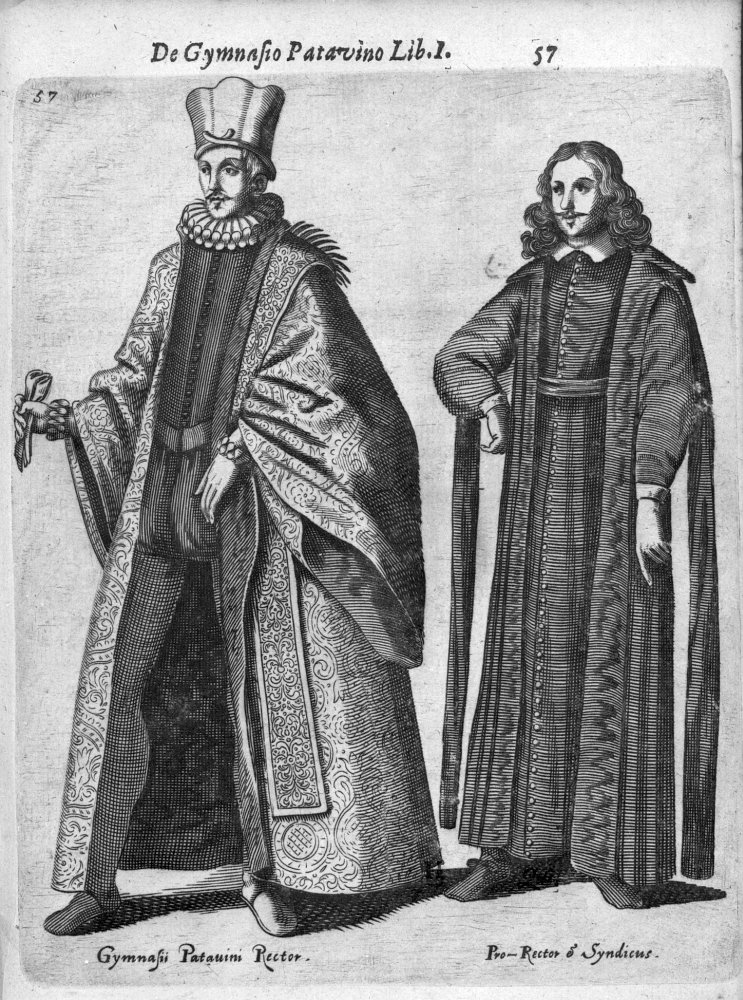 De Gymnasio Patavino Lib. I. 57
57
Gymnasii Patauini Rector.
Pro-Rector & Syndicus.